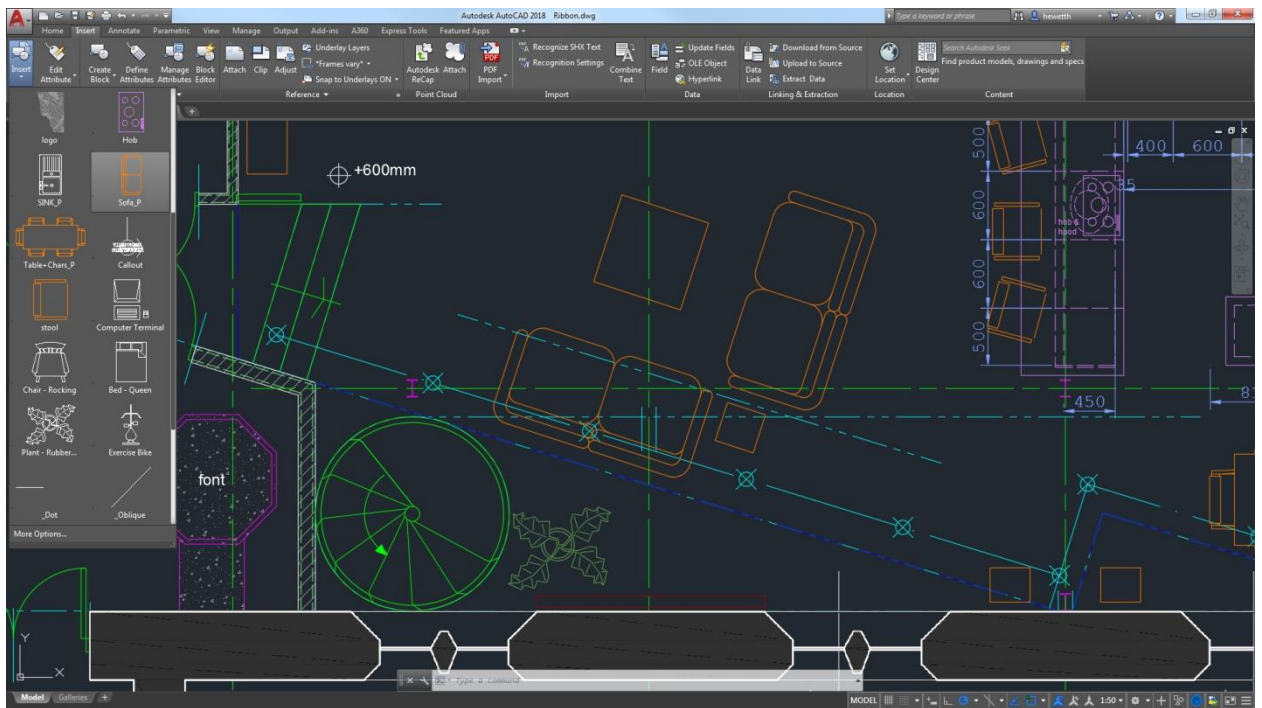 Autodesk AutoCAD 2018 Ribbon.dwg
Type a keyword or phrase
hewetth
Home Insert Annotate Parametric View Manage Output Add-ins A360 Express Tools Featured Apps
Insert
Edit Attribute
Create Block
Define Attributes
Manage Attributes
Block Editor
Attach
Clip
Adjust
Underlay Layers
*Frames vary*
Snap to Underlays ON
Reference
Autodesk ReCap
Attach
Point Cloud
PDF Import
Recognize SHX Text
Recognition Settings
Combine Text
Import
Field
Update Fields
OLE Object
Hyperlink
Data
Data Link
Download from Source
Upload to Source
Extract Data
Linking & Extraction
Set Location
Location
Design Center
Search Autodesk Seek
Find product models, drawings and specs
Content
logo Hob
SINK_P Sofa_P
Table+Chars_P Callout
stool Computer Terminal
Chair - Rocking Bed - Queen
Plant - Rubber... Exercise Bike
_Dot _Oblique
More Options...
+600mm
font
500
600
600
500
400 600
35
hob &
hood
450
81
Y
X
Type a command
Model Galleries
MODEL 1:50